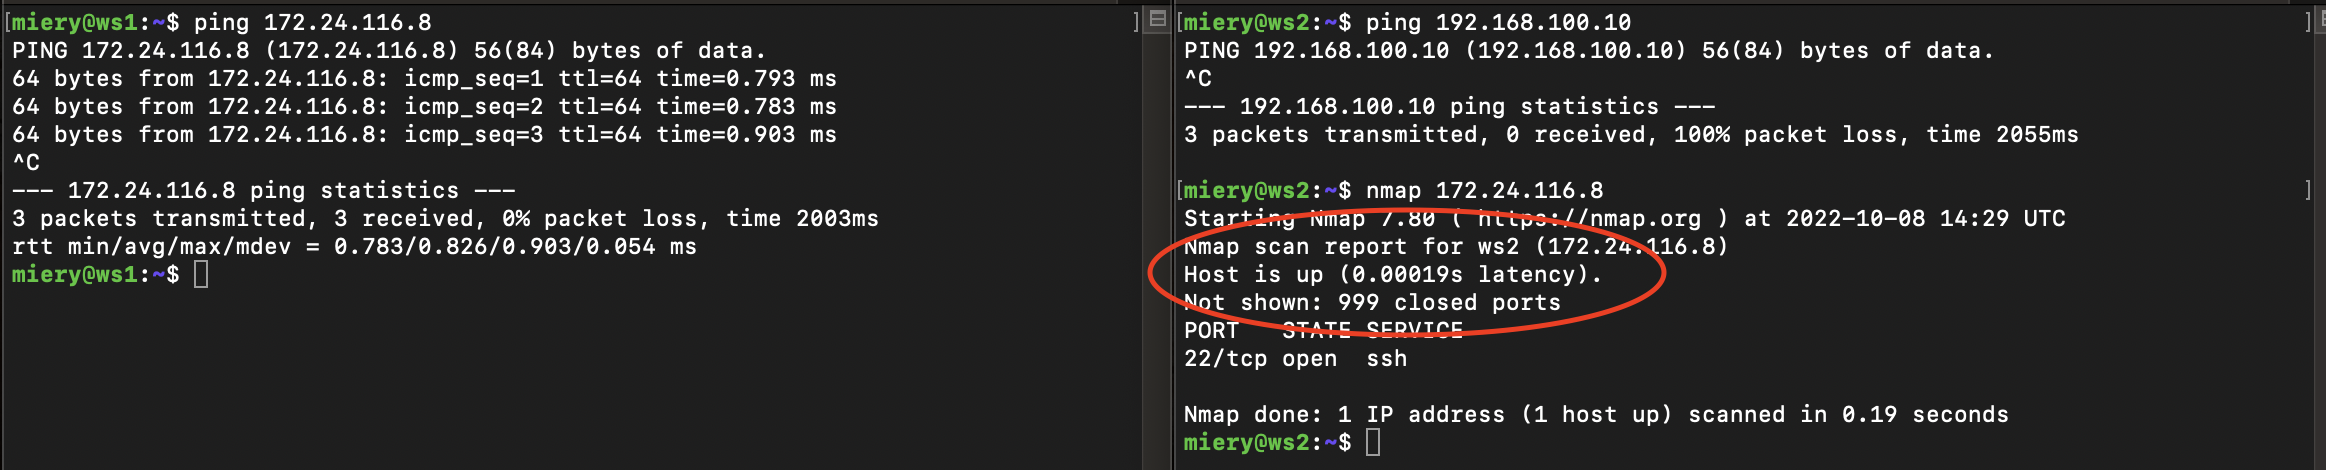 [miery@ws1:~$ ping 172.24.116.8 ]
PING 172.24.116.8 (172.24.116.8) 56(84) bytes of data.
64 bytes from 172.24.116.8: icmp_seq=1 ttl=64 time=0.793 ms
64 bytes from 172.24.116.8: icmp_seq=2 ttl=64 time=0.783 ms
64 bytes from 172.24.116.8: icmp_seq=3 ttl=64 time=0.903 ms
^C
--- 172.24.116.8 ping statistics ---
3 packets transmitted, 3 received, 0% packet loss, time 2003ms
rtt min/avg/max/mdev = 0.783/0.826/0.903/0.054 ms
miery@ws1:~$
[miery@ws2:~$ ping 192.168.100.10 ]
PING 192.168.100.10 (192.168.100.10) 56(84) bytes of data.
^C
--- 192.168.100.10 ping statistics ---
3 packets transmitted, 0 received, 100% packet loss, time 2055ms
[miery@ws2:~$ nmap 172.24.116.8 ]
Starting Nmap 7.80 ( https://nmap.org ) at 2022-10-08 14:29 UTC
Nmap scan report for ws2 (172.24.116.8)
Host is up (0.00019s latency).
Not shown: 999 closed ports
PORT   STATE SERVICE
22/tcp open  ssh
Nmap done: 1 IP address (1 host up) scanned in 0.19 seconds
miery@ws2:~$